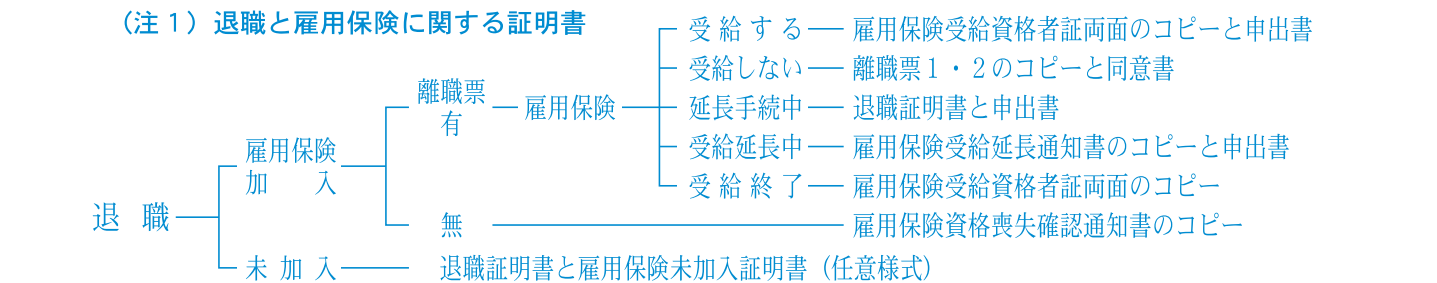 （注１）退職と雇用保険に関する証明書
受給する 雇用保険受給資格者証両面のコピーと申出書
受給しない 離職票１・２のコピーと同意書
離職票
有
雇用保険
延長手続中 退職証明書と申出書
受給延長中 雇用保険受給延長通知書のコピーと申出書
雇用保険
加入
受給終了 雇用保険受給資格者証両面のコピー
退職
無 雇用保険資格喪失確認通知書のコピー
未加入 退職証明書と雇用保険未加入証明書（任意様式）